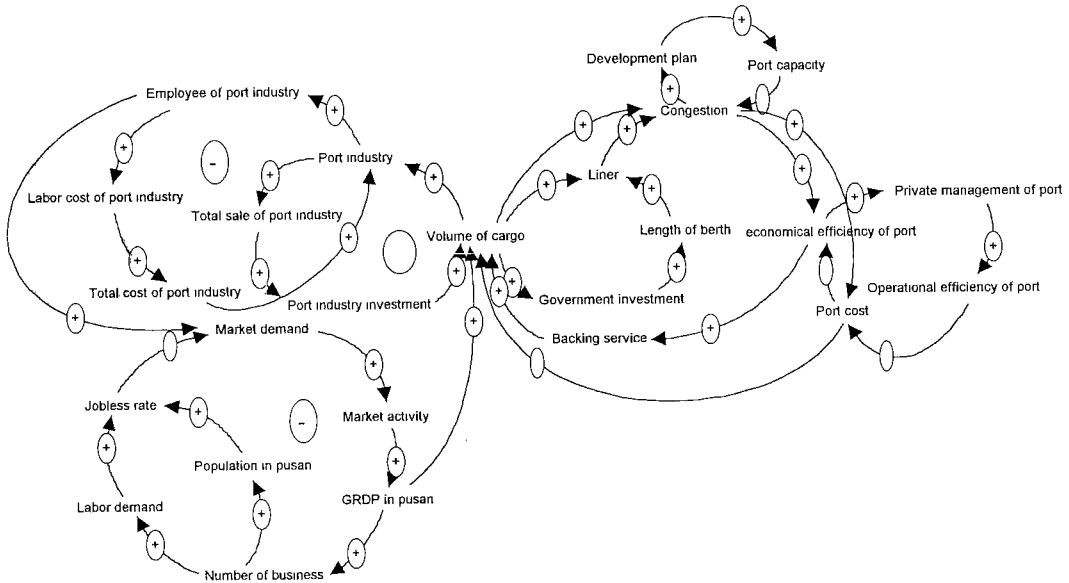 Development plan
Port capacity
Congestion
Employee of port industry
Port industry
Liner
Labor cost of port industry
Private management of port
Total sale of port industry
Volume of cargo
Length of berth
economical efficiency of port
Total cost of port industry
Port industry investment
Government investment
Operational efficiency of port
Port cost
Market demand
Backing service
Jobless rate
Market activity
Population in pusan
Labor demand
GRDP in pusan
Number of business